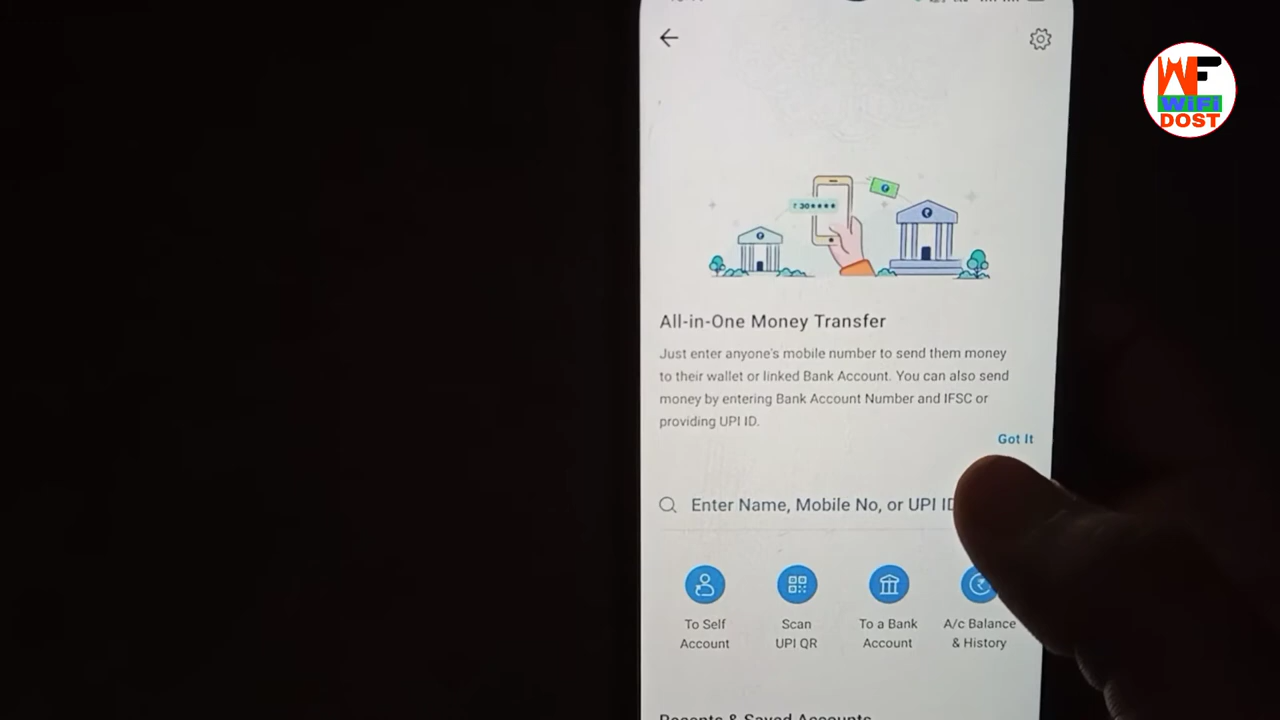 WF
WiFi
DOST
₹ 30****
All-in-One Money Transfer
Just enter anyone's mobile number to send them money
to their wallet or linked Bank Account. You can also send
money by entering Bank Account Number and IFSC or
providing UPI ID.
Got It
Enter Name, Mobile No, or UPI ID
To Self
Account
Scan
UPI QR
To a Bank
Account
A/c Balance
& History
Recents & Saved Accounts